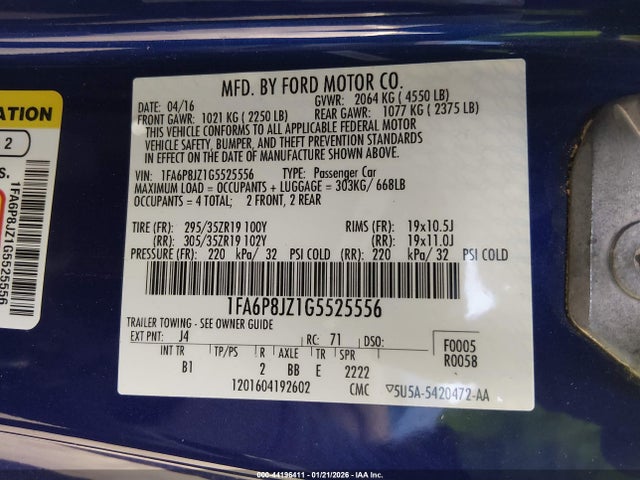 MFD. BY FORD MOTOR CO.
DATE: 04/16 GVWR: 2064 KG ( 4550 LB)
FRONT GAWR: 1021 KG ( 2250 LB) REAR GAWR: 1077 KG ( 2375 LB)
THIS VEHICLE CONFORMS TO ALL APPLICABLE FEDERAL MOTOR
VEHICLE SAFETY, BUMPER, AND THEFT PREVENTION STANDARDS
IN EFFECT ON THE DATE OF MANUFACTURE SHOWN ABOVE.
VIN: 1FA6P8JZ1G5525556 TYPE: Passenger Car
MAXIMUM LOAD = OCCUPANTS + LUGGAGE = 303KG/ 668LB
OCCUPANTS: = 4 TOTAL; 2 FRONT, 2 REAR
TIRE (FR): 295/35ZR19 100Y RIMS (FR): 19x10.5J
(RR): 305/35ZR19 102Y (RR): 19x11.0J
PRESSURE (FR): 220 kPa/ 32 PSI COLD (RR): 220 kPa/ 32 PSI COLD
1FA6P8JZ1G5525556
TRAILER TOWING - SEE OWNER GUIDE
EXT PNT: J4 RC: 71 DSO: F0005
R0058
INT TR TP/PS R AXLE TR SPR
B1 2 BB E 2222
1201604192602 CMC ▽5U5A-5420472-AA
ATION
2
1FA6P8JZ1G5525556
000-44196411 - 01/21/2026 - IAA Inc.